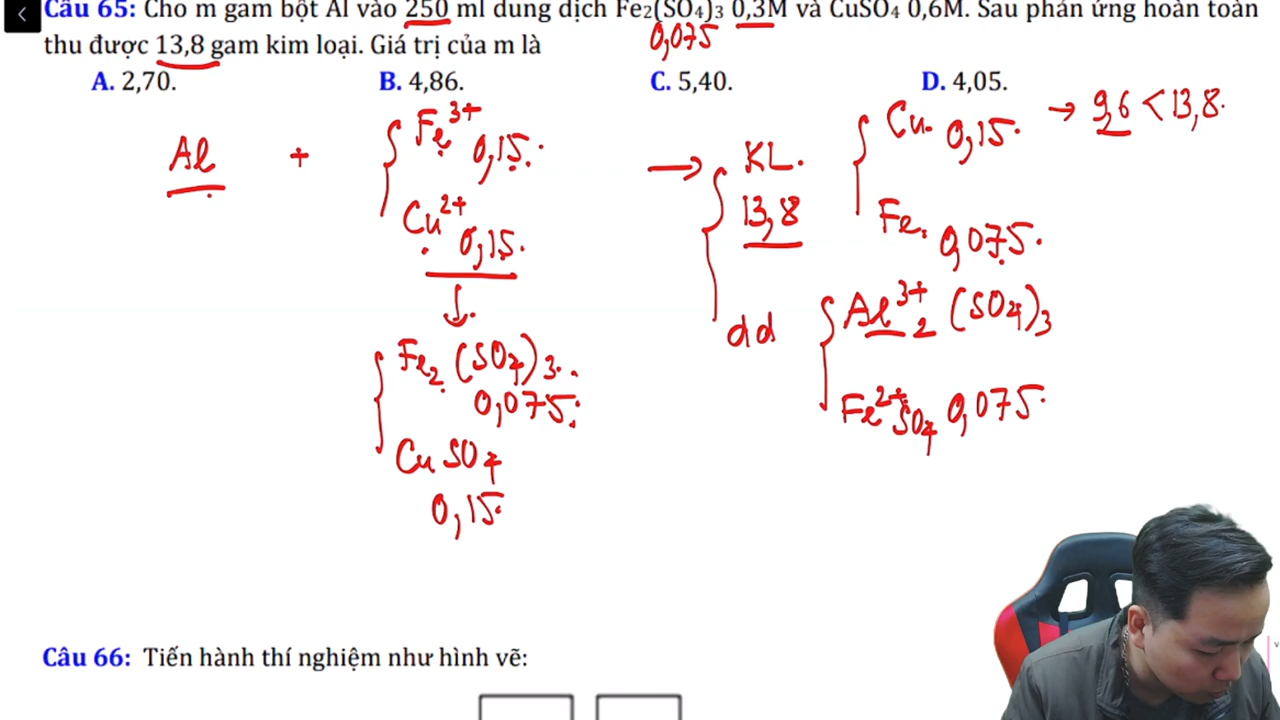 Câu 65: Cho m gam bột Al vào 250 ml dung dịch Fe2(SO4)3 0,3M và CuSO4 0,6M. Sau phản ứng hoàn toàn
0,075
thu được 13,8 gam kim loại. Giá trị của m là
A. 2,70. B. 4,86. C. 5,40. D. 4,05.
Al + Fe3+ 0,15. → KL. Cu 0,15. → 9,6 < 13,8.
Cu2+ 0,15. 13,8 Fe. 0,075.
↓ dd Al3+2 (SO4)3
Fe2(SO4)3. 0,075. Fe2+SO4 0,075.
CuSO4
0,15.
Câu 66: Tiến hành thí nghiệm như hình vẽ: